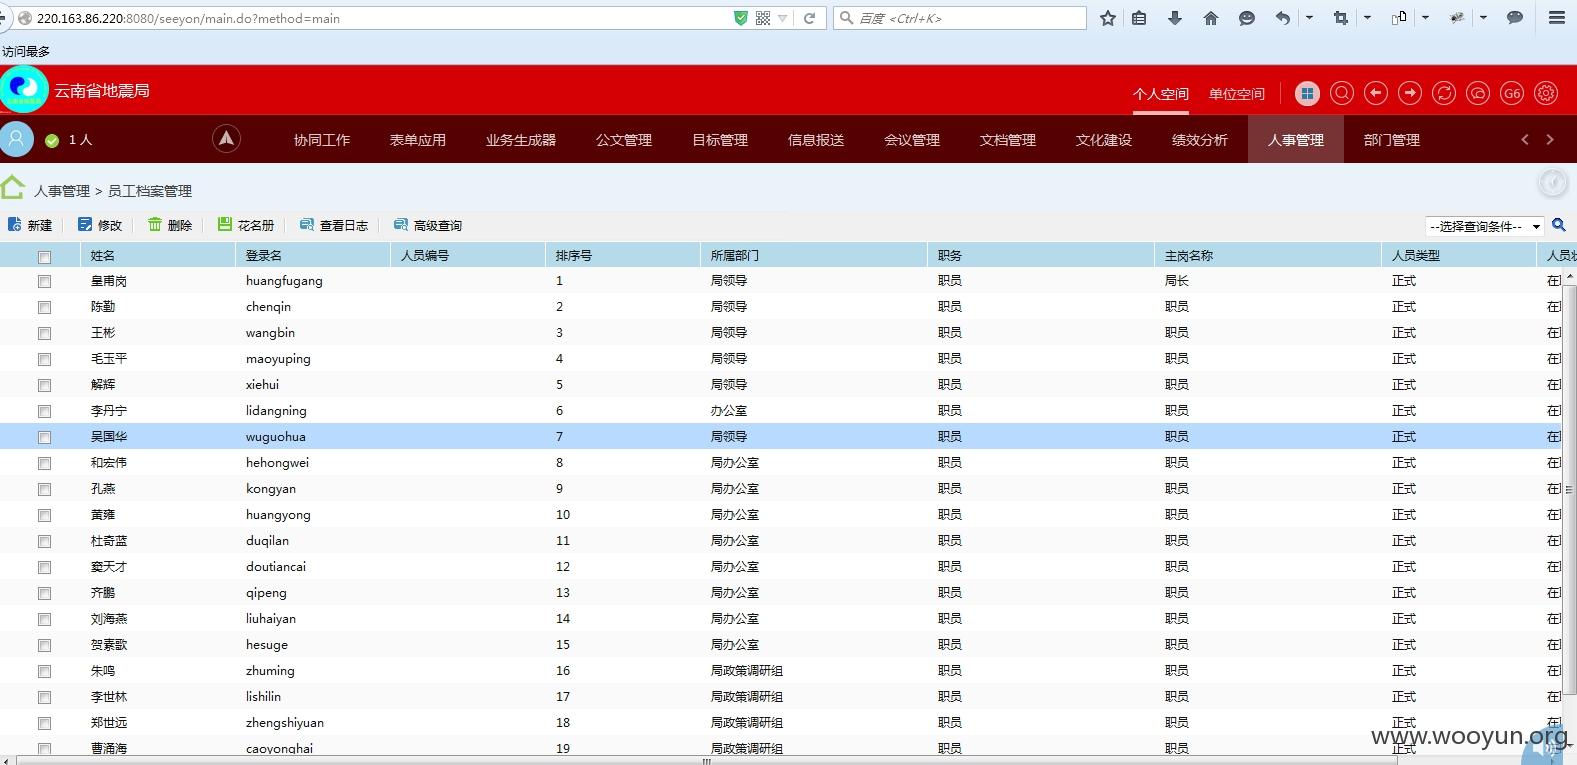 220.163.86.220:8080/seeyon/main.do?method=main 百度 <Ctrl+K>
访问最多
云南省地震局 个人空间 单位空间 G6
1 人 协同工作 表单应用 业务生成器 公文管理 目标管理 信息报送 会议管理 文档管理 文化建设 绩效分析 人事管理 部门管理
人事管理 > 员工档案管理
新建 修改 删除 花名册 查看日志 高级查询 --选择查询条件--
姓名 登录名 人员编号 排序号 所属部门 职务 主岗名称 人员类型 人员
皇甫岗 huangfugang 1 局领导 职员 局长 正式 在
陈勤 chenqin 2 局领导 职员 职员 正式 在
王彬 wangbin 3 局领导 职员 职员 正式 在
毛玉平 maoyuping 4 局领导 职员 职员 正式 在
解辉 xiehui 5 局领导 职员 职员 正式 在
李丹宁 lidangning 6 办公室 职员 职员 正式 在
吴国华 wuguohua 7 局领导 职员 职员 正式 在
和宏伟 hehongwei 8 局办公室 职员 职员 正式 在
孔燕 kongyan 9 局办公室 职员 职员 正式 在
黄雍 huangyong 10 局办公室 职员 职员 正式 在
杜奇蓝 duqilan 11 局办公室 职员 职员 正式 在
窦天才 doutiancai 12 局办公室 职员 职员 正式 在
齐鹏 qipeng 13 局办公室 职员 职员 正式 在
刘海燕 liuhaiyan 14 局办公室 职员 职员 正式 在
贺素歌 hesuge 15 局办公室 职员 职员 正式 在
朱鸣 zhuming 16 局政策调研组 职员 职员 正式 在
李世林 lishilin 17 局政策调研组 职员 职员 正式 在
郑世远 zhengshiyuan 18 局政策调研组 职员 职员 正式 在
曹涌海 caoyonghai 19 局政策调研组 职员 职员 正式 在
www.wooyun.org